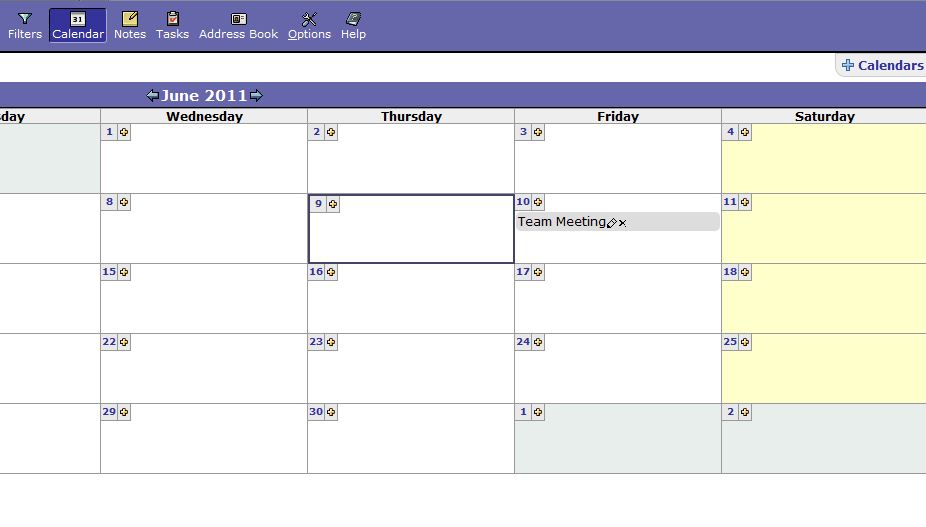 Filters Calendar Notes Tasks Address Book Options Help
Calendars
June 2011
day Wednesday Thursday Friday Saturday
1 2 3 4
8 9 10 11
Team Meeting
15 16 17 18
22 23 24 25
29 30 1 2